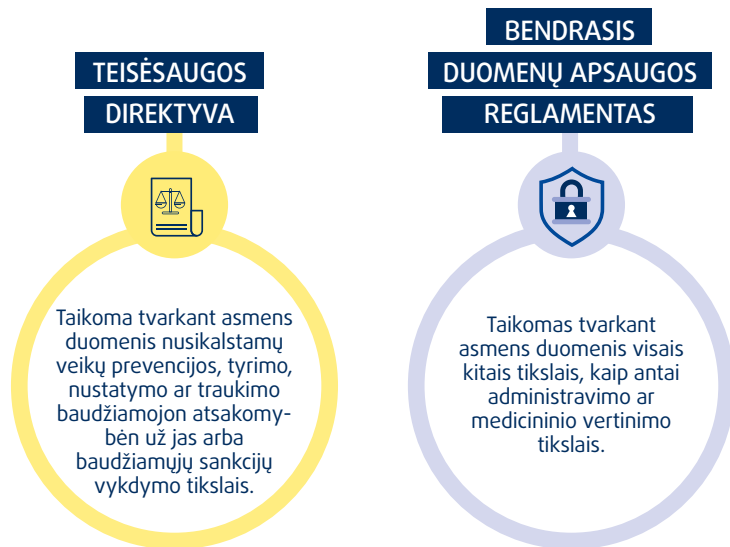 TEISĖSAUGOS
DIREKTYVA
Taikoma tvarkant asmens
duomenis nusikalstamų
veikų prevencijos, tyrimo,
nustatymo ar traukimo
baudžiamojon atsakomy-
bėn už jas arba
baudžiamųjų sankcijų
vykdymo tikslais.
BENDRASIS
DUOMENŲ APSAUGOS
REGLAMENTAS
Taikomas tvarkant
asmens duomenis visais
kitais tikslais, kaip antai
administravimo ar
medicininio vertinimo
tikslais.